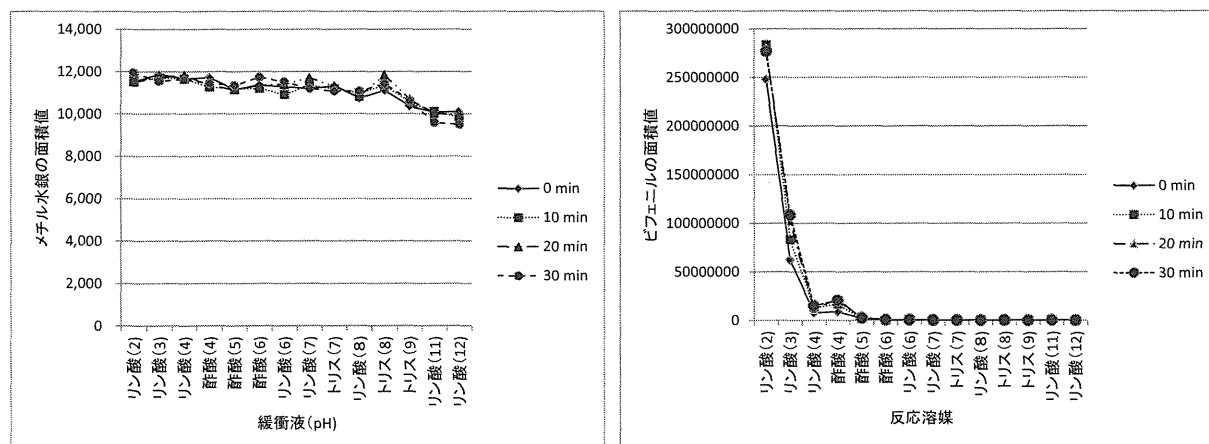 メチル水銀の面積値
14,000
12,000
10,000
8,000
6,000
4,000
2,000
0
リン酸(2)
リン酸(3)
リン酸(4)
酢酸(4)
酢酸(5)
酢酸(6)
リン酸(6)
リン酸(7)
トリス(7)
リン酸(8)
トリス(8)
トリス(9)
リン酸(11)
リン酸(12)
緩衝液(pH)
0 min
10 min
20 min
30 min
ビフェニルの面積値
300000000
250000000
200000000
150000000
100000000
50000000
0
リン酸(2)
リン酸(3)
リン酸(4)
酢酸(4)
酢酸(5)
酢酸(6)
リン酸(6)
リン酸(7)
トリス(7)
リン酸(8)
トリス(8)
トリス(9)
リン酸(11)
リン酸(12)
反応溶媒
0 min
10 min
20 min
30 min